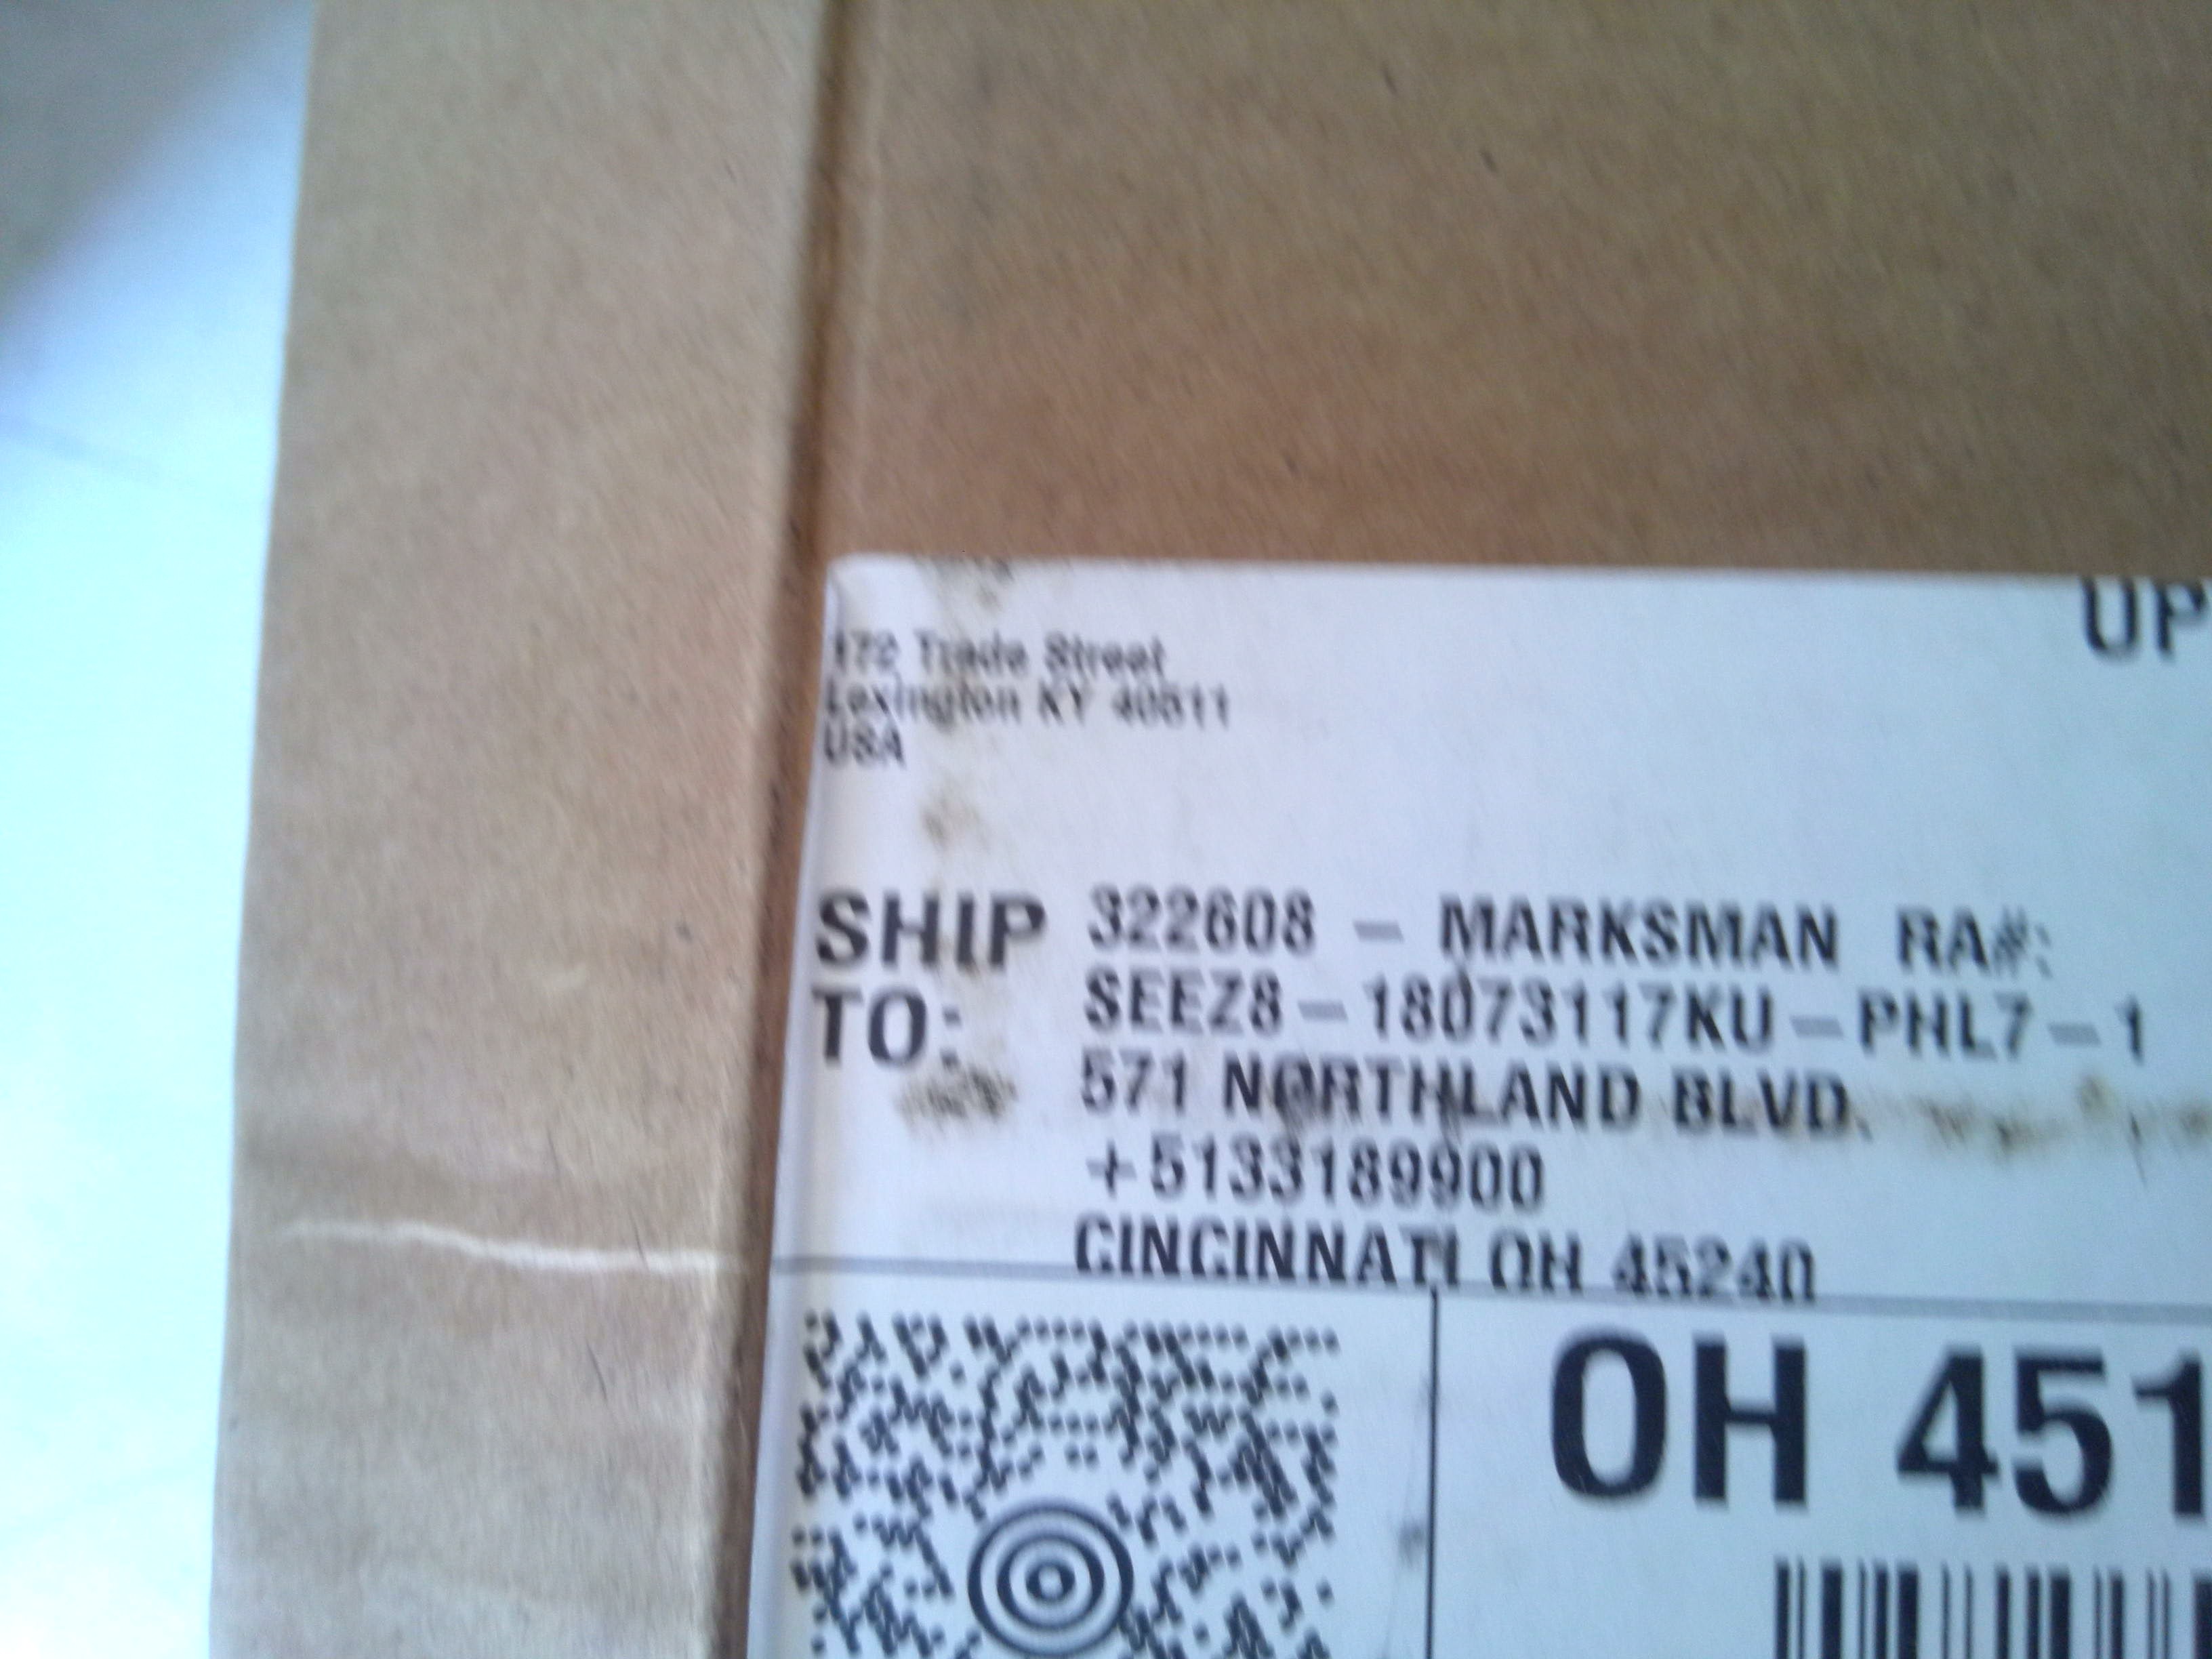 UP
172 Trade Street
Lexington KY 40511
USA
SHIP TO:
322608 - MARKSMAN RA#:
SEEZ8-18073117KU-PHL7-1
571 NORTHLAND BLVD.
+5133189900
CINCINNATI OH 45240
OH 451